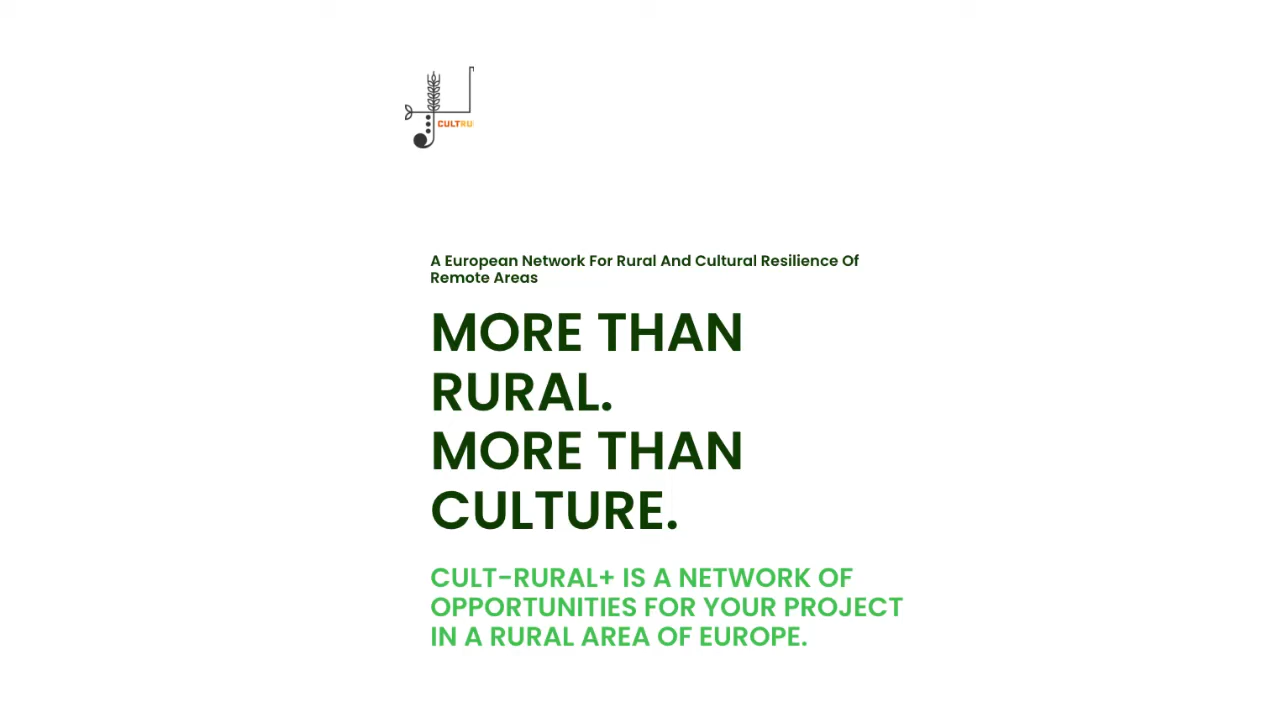 CULTRU
A European Network For Rural And Cultural Resilience Of
Remote Areas
MORE THAN
RURAL.
MORE THAN
CULTURE.
CULT-RURAL+ IS A NETWORK OF
OPPORTUNITIES FOR YOUR PROJECT
IN A RURAL AREA OF EUROPE.